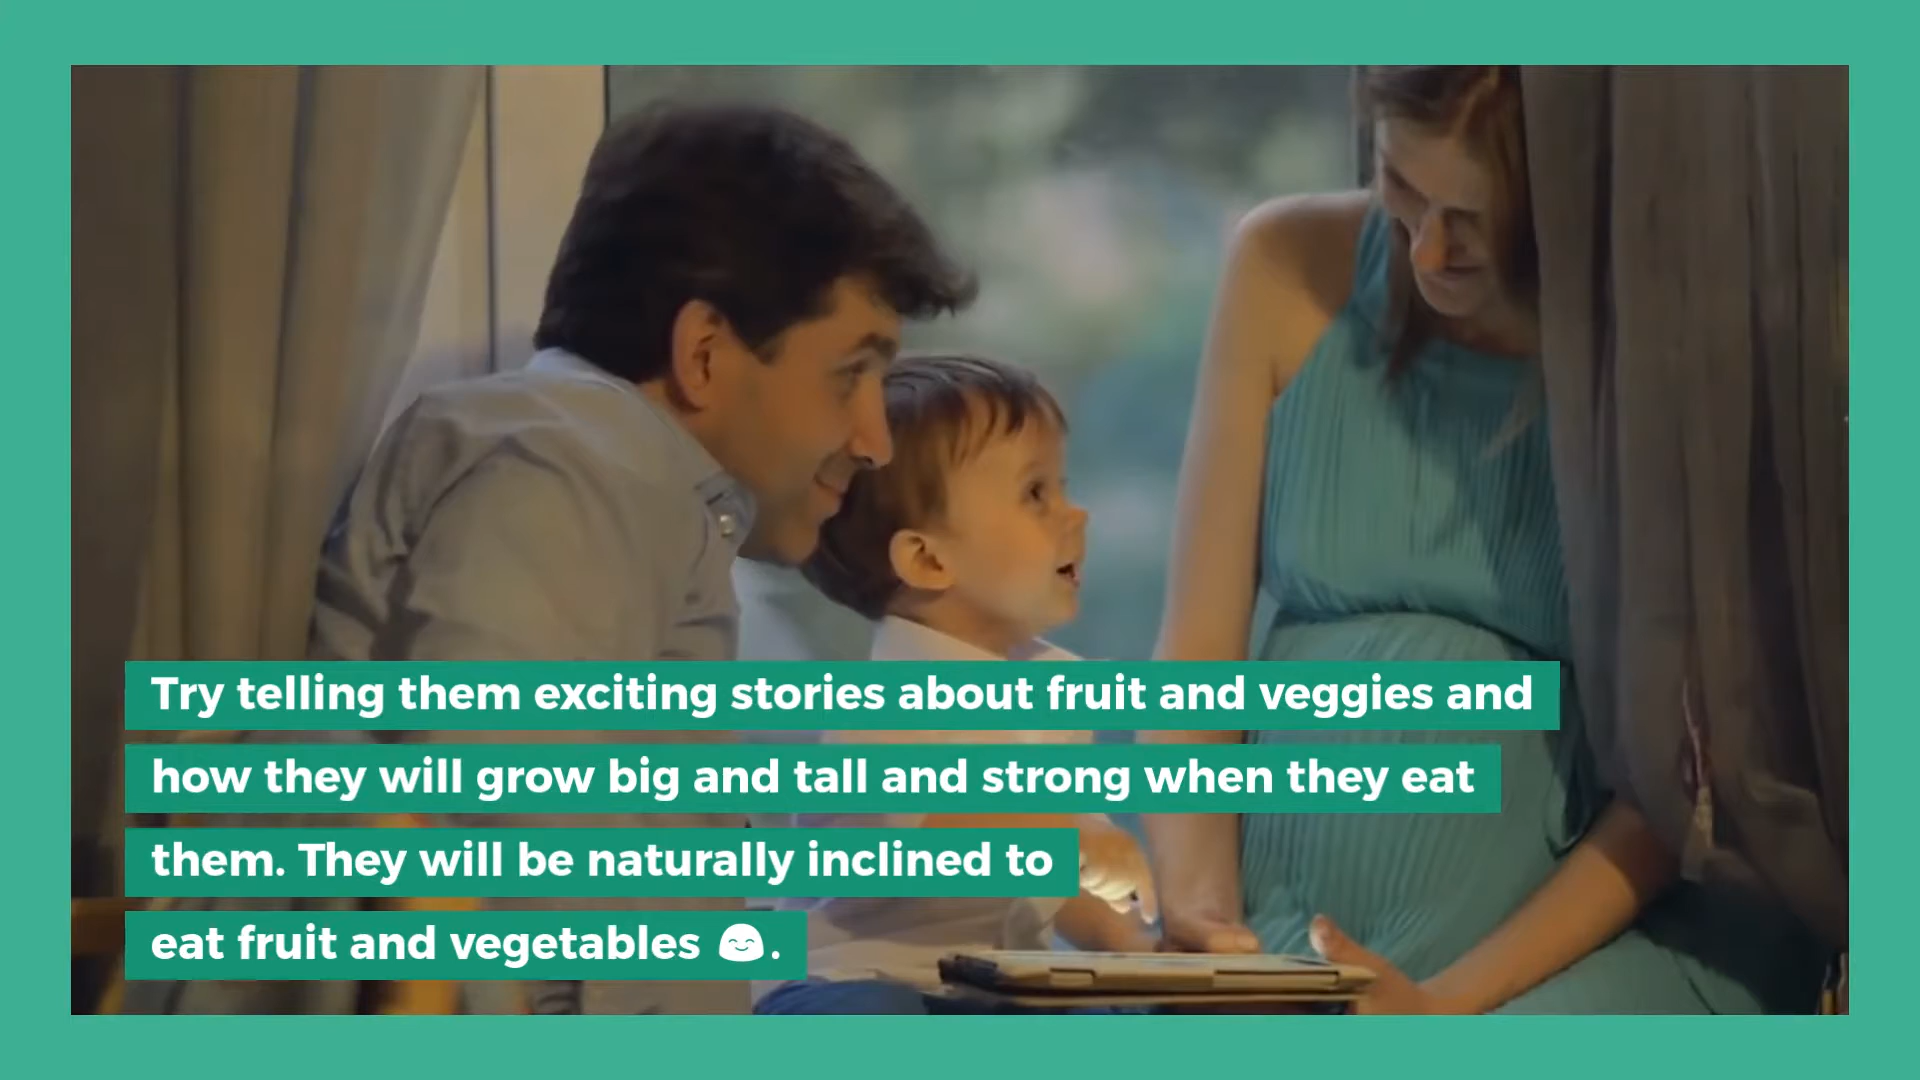 Try telling them exciting stories about fruit and veggies and
how they will grow big and tall and strong when they eat
them. They will be naturally inclined to
eat fruit and vegetables 😊.